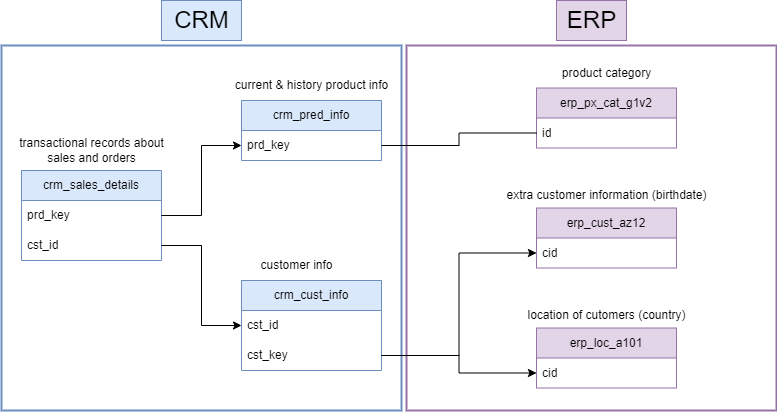 CRM
ERP
current & history product info
crm_pred_info
prd_key
transactional records about
sales and orders
crm_sales_details
prd_key
cst_id
customer info
crm_cust_info
cst_id
cst_key
product category
erp_px_cat_g1v2
id
extra customer information (birthdate)
erp_cust_az12
cid
location of cutomers (country)
erp_loc_a101
cid